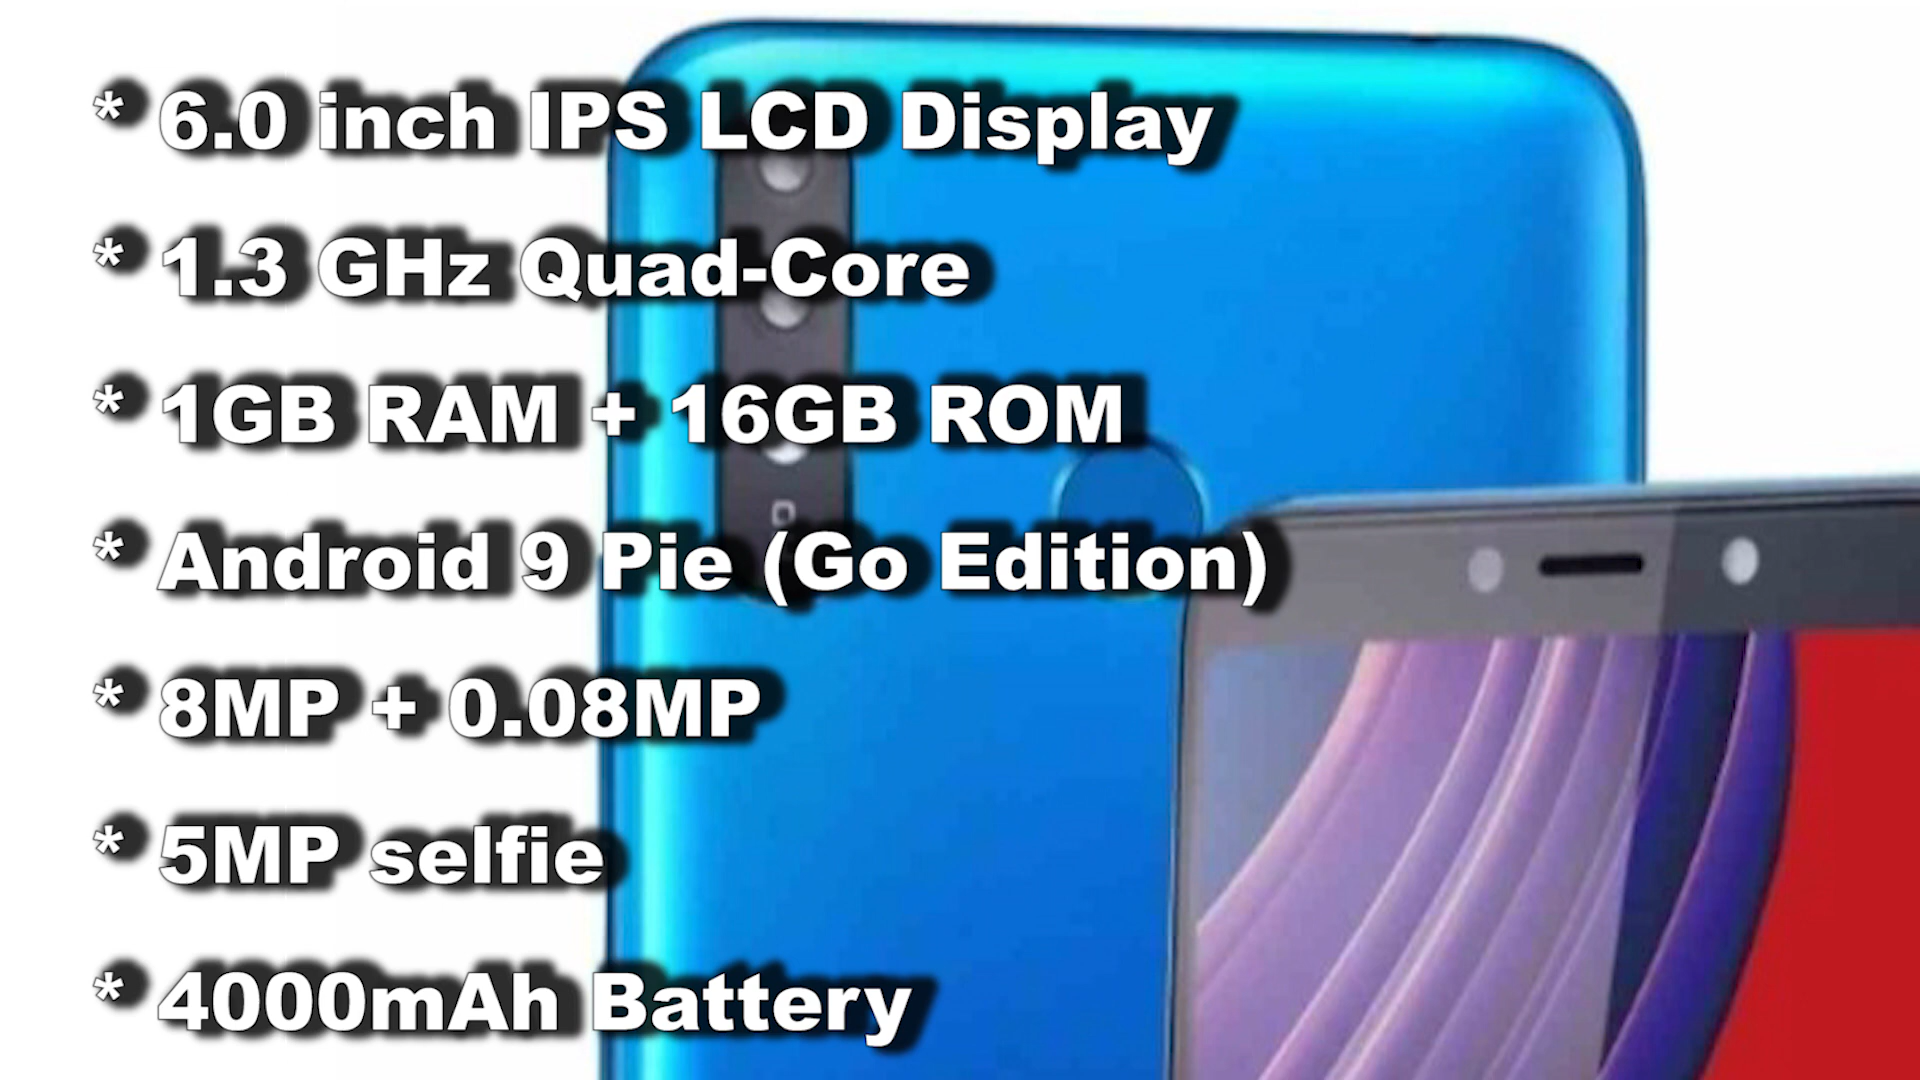 * 6.0 inch IPS LCD Display
* 1.3 GHz Quad-Core
* 1GB RAM + 16GB ROM
* Android 9 Pie (Go Edition)
* 8MP + 0.08MP
* 5MP selfie
* 4000mAh Battery